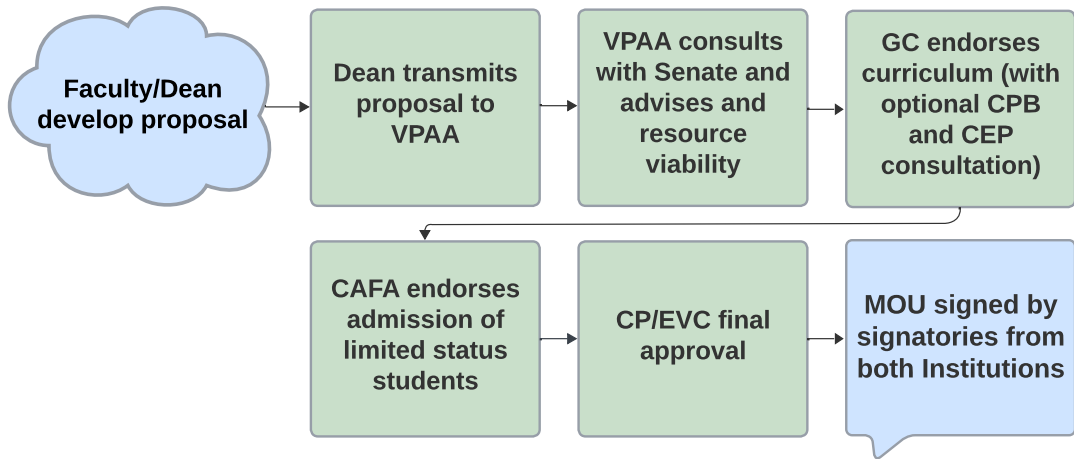 Faculty/Dean
develop proposal
Dean transmits
proposal to
VPAA
VPAA consults
with Senate and
advises and
resource
viability
GC endorses
curriculum (with
optional CPB
and CEP
consultation)
CAFA endorses
admission of
limited status
students
CP/EVC final
approval
MOU signed by
signatories from
both Institutions